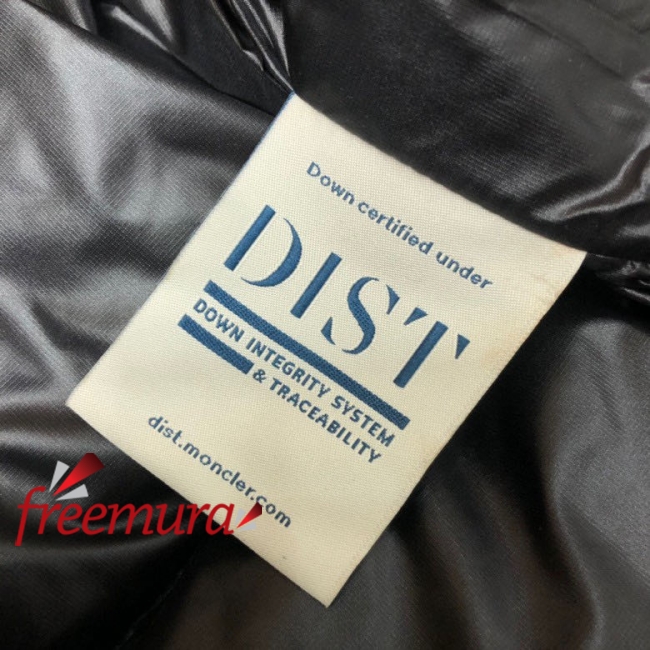 Down certified under
DIST
DOWN INTEGRITY SYSTEM
& TRACEABILITY
dist.moncler.com
freemura